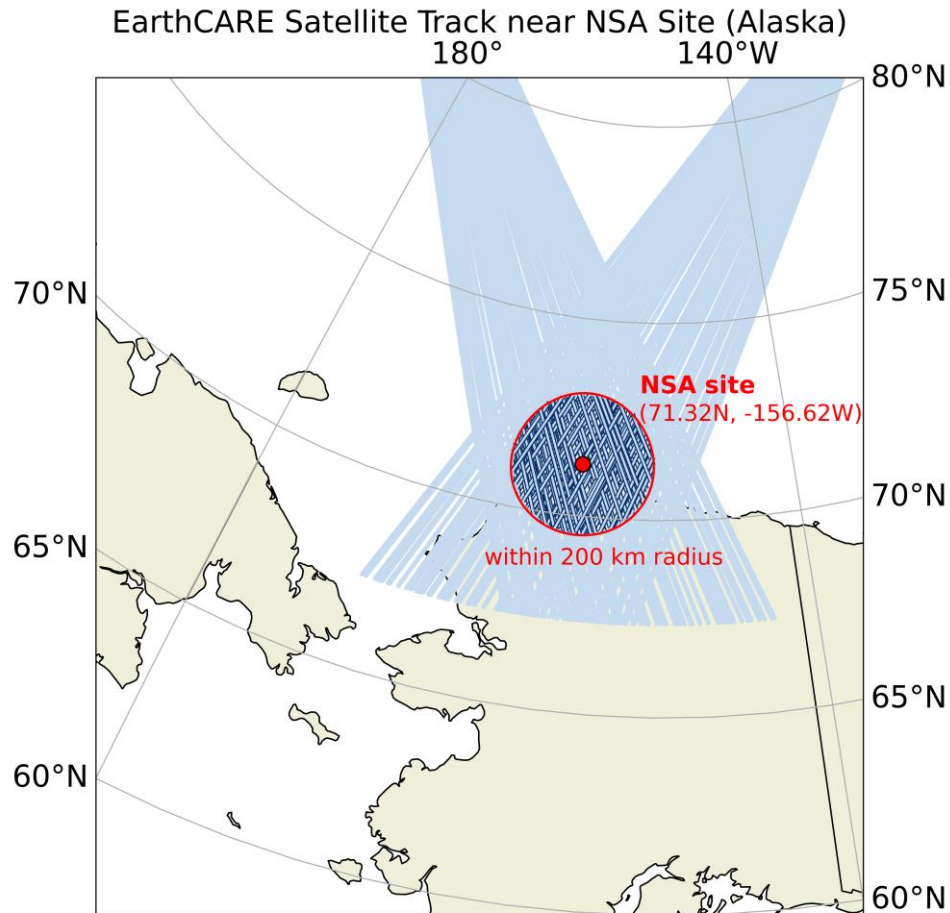 EarthCARE Satellite Track near NSA Site (Alaska)
180° 140°W
80°N
70°N
75°N
NSA site
(71.32N, -156.62W)
70°N
65°N
within 200 km radius
65°N
60°N
60°N